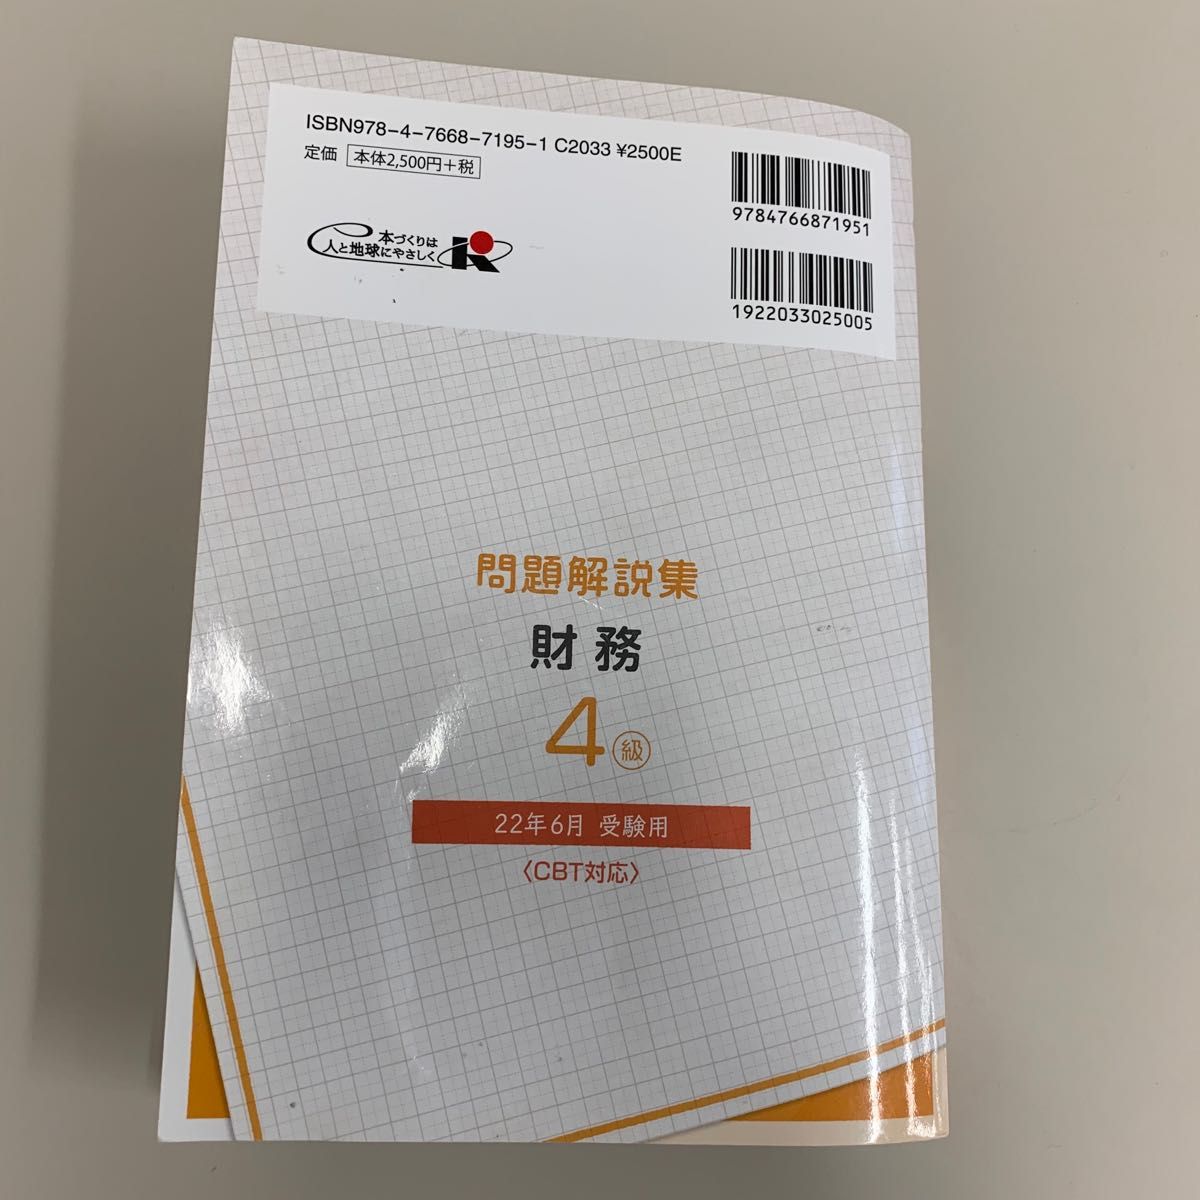 ISBN978-4-7668-7195-1 C2033 ¥2500E
定価 本体2,500円+税
本づくりは
人と地球にやさしく
9784766871951
1922033025005
問題解説集
財務
4級
22年6月 受験用
〈CBT対応〉